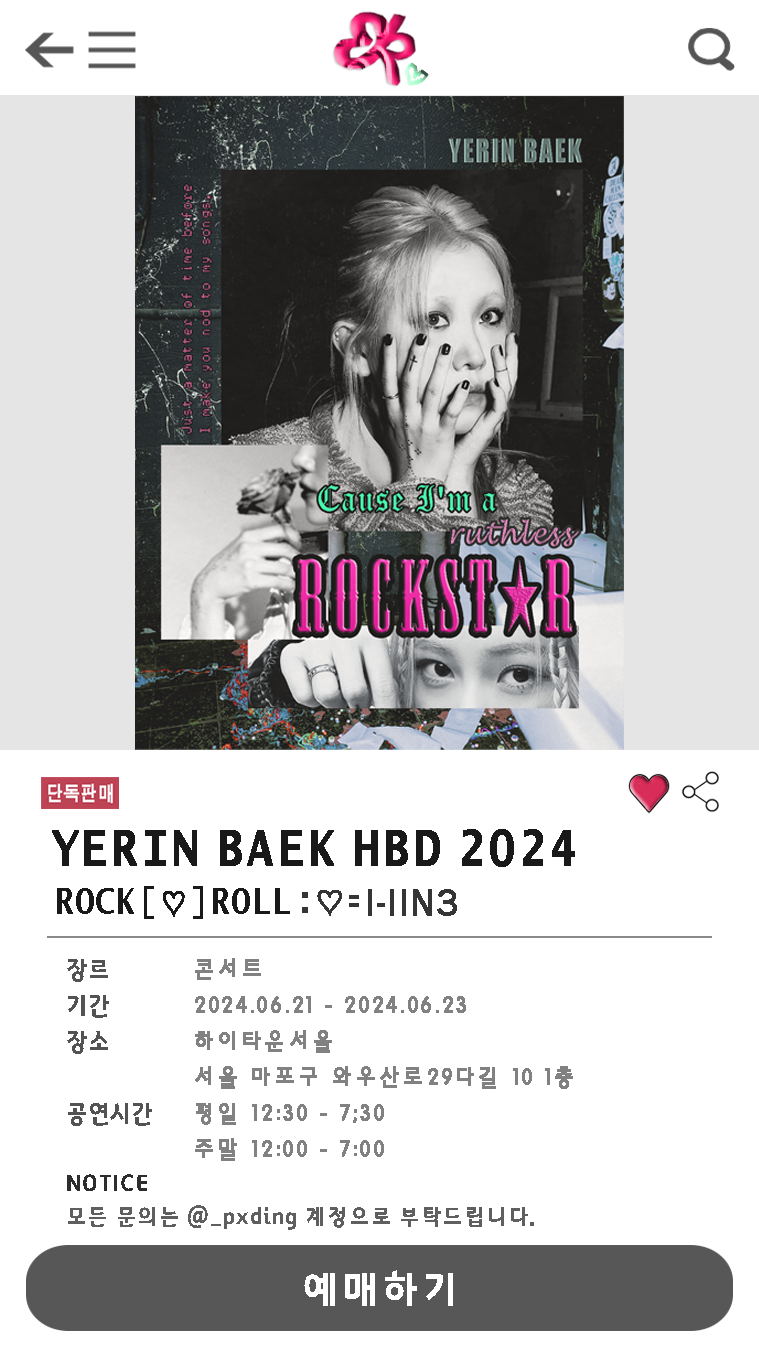 YERIN BAEK
Just a matter of time before
I make you nod to my songs.
Cause I'm a
ruthless
ROCKST★R
단독판매
YERIN BAEK HBD 2024
ROCK[♡]ROLL:♡=I-IIN3
장르 콘서트
기간 2024.06.21 - 2024.06.23
장소 하이타운서울
서울 마포구 와우산로29다길 10 1층
공연시간 평일 12:30 - 7;30
주말 12:00 - 7:00
NOTICE
모든 문의는 @_pxding 계정으로 부탁드립니다.
예매하기